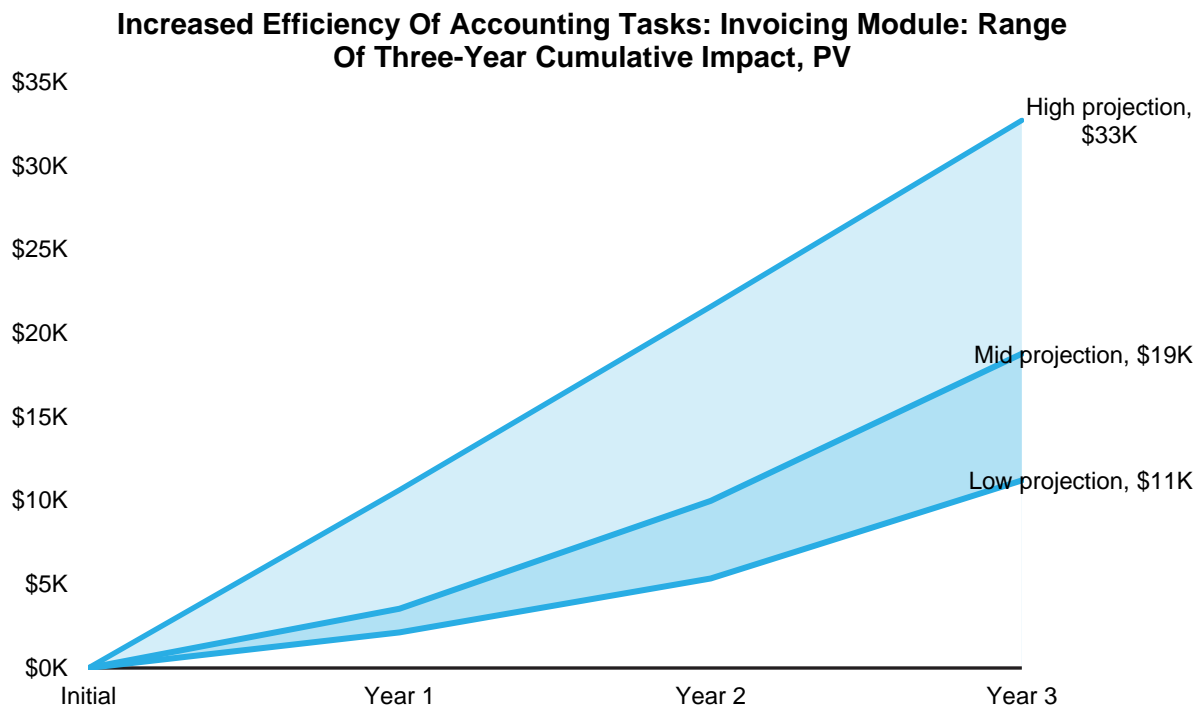 Increased Efficiency Of Accounting Tasks: Invoicing Module: Range
Of Three-Year Cumulative Impact, PV
$35K
High projection,
$33K
$30K
$25K
$20K
Mid projection, $19K
$15K
Low projection, $11K
$10K
$5K
$0K
Initial
Year 1
Year 2
Year 3